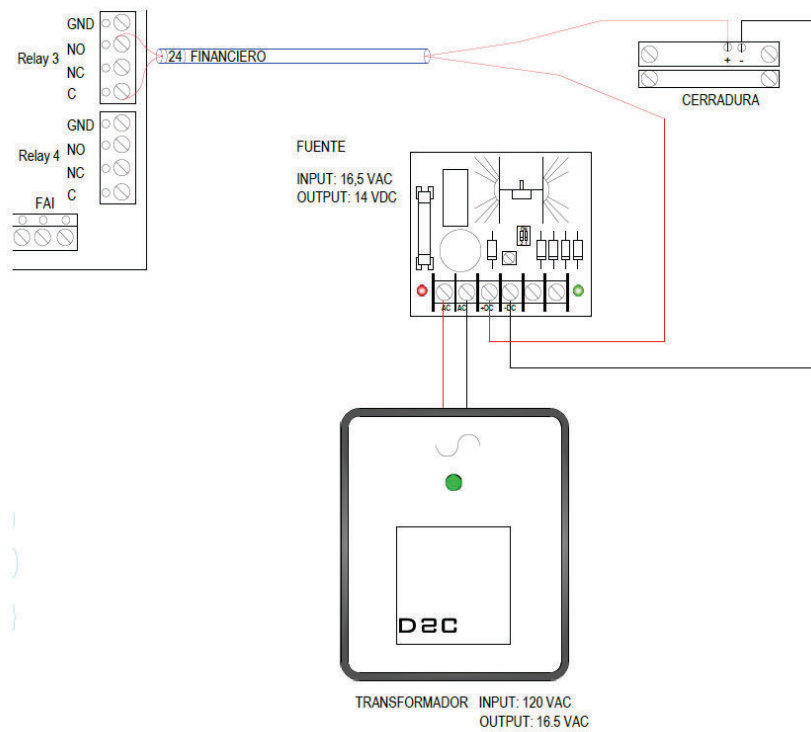 GND
NO
Relay 3
NC
C
24 FINANCIERO
+ -
CERRADURA
GND
NO
Relay 4
NC
C
FAI
FUENTE
INPUT: 16,5 VAC
OUTPUT: 14 VDC
AC AC +DC -DC
DSC
TRANSFORMADOR INPUT: 120 VAC
OUTPUT: 16.5 VAC